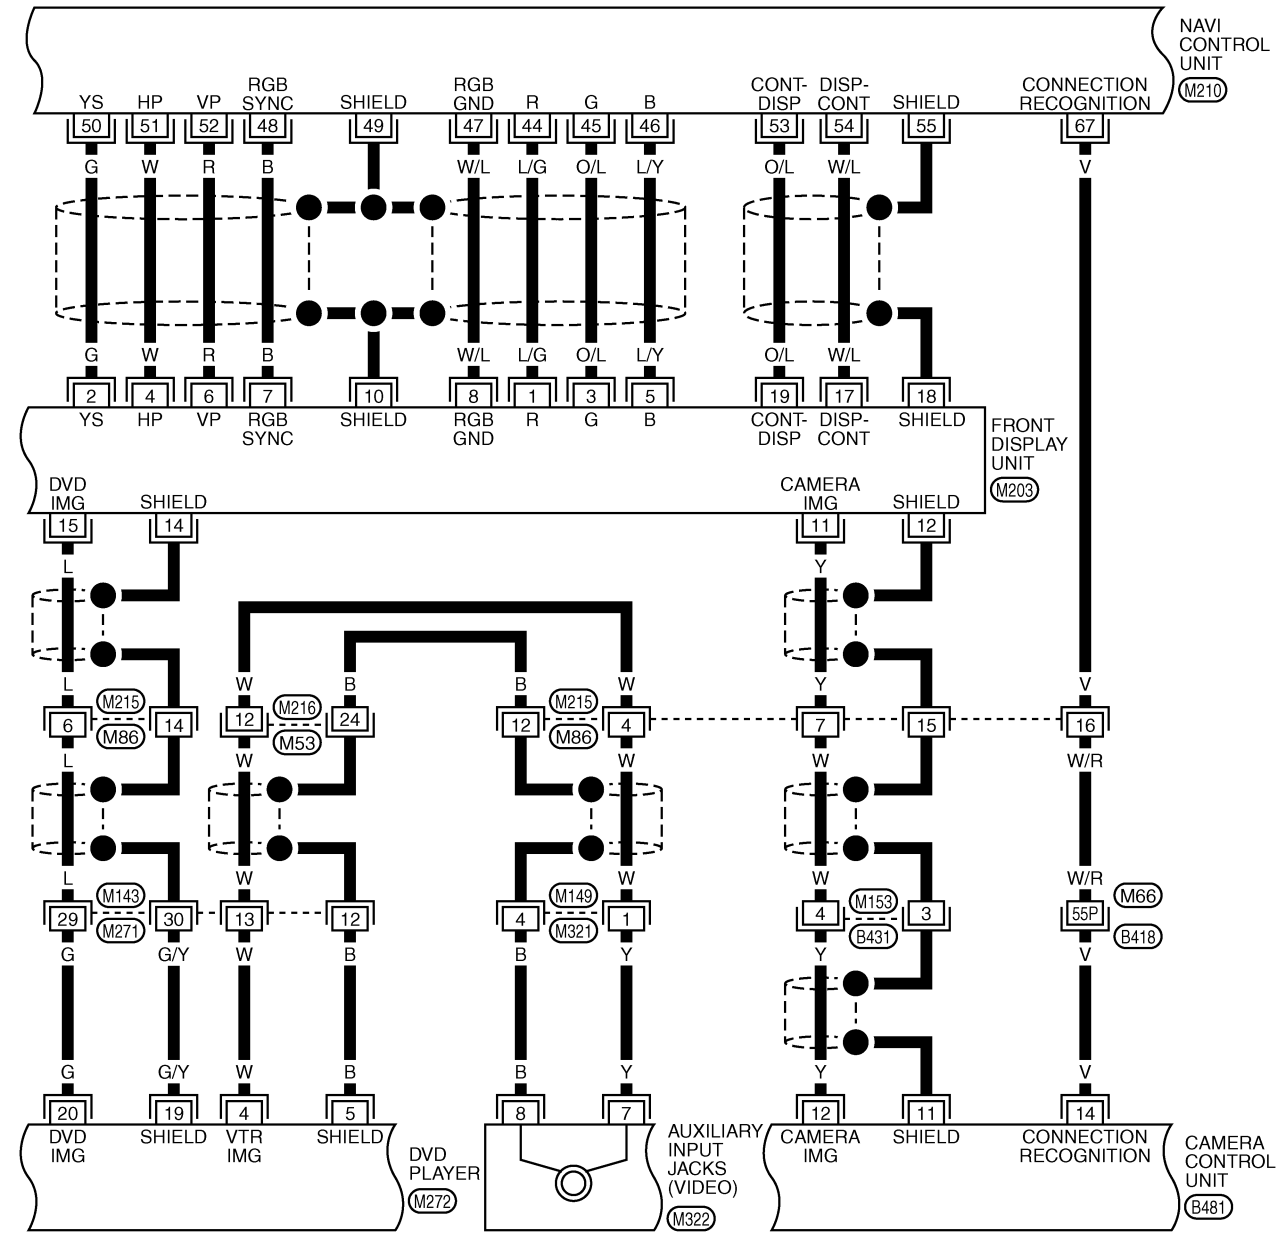 NAVI
CONTROL
UNIT
M210
YS HP VP RGB SYNC SHIELD RGB GND R G B CONT-DISP DISP-CONT SHIELD CONNECTION RECOGNITION
50 51 52 48 49 47 44 45 46 53 54 55 67
G W R B W/L L/G O/L L/Y O/L W/L V
G W R B W/L L/G O/L L/Y O/L W/L
2 4 6 7 10 8 1 3 5 19 17 18
YS HP VP RGB SYNC SHIELD RGB GND R G B CONT-DISP DISP-CONT SHIELD
FRONT
DISPLAY
UNIT
M203
DVD IMG SHIELD CAMERA IMG SHIELD
15 14 11 12
L Y
L W B B W Y V
M215 M216 M215
6 14 12 24 12 4 7 15 16
M86 M53 M86
L W W W W/R
L W W W W/R
M143 M149 M153 M66
29 30 13 12 4 1 4 3 55P
M271 M321 B431 B418
G G/Y W B B Y Y V
G G/Y W B B Y Y V
20 19 4 5 8 7 12 11 14
DVD IMG SHIELD VTR IMG SHIELD CAMERA IMG SHIELD CONNECTION RECOGNITION
DVD
PLAYER
M272
AUXILIARY
INPUT
JACKS
(VIDEO)
M322
CAMERA
CONTROL
UNIT
B481